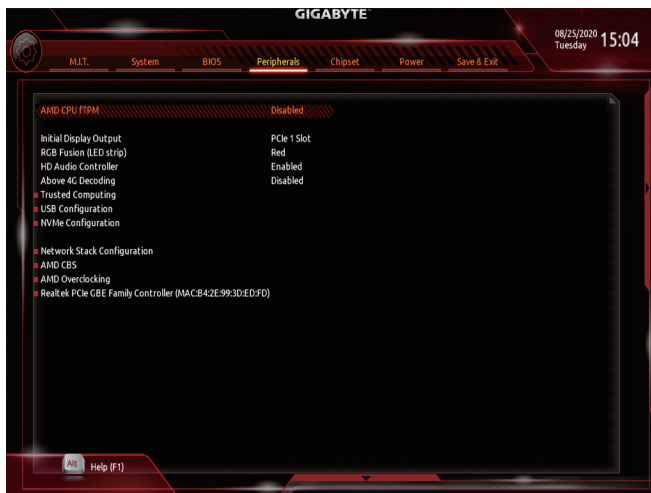 GIGABYTE™
08/25/2020 Tuesday 15:04
M.I.T. System BIOS Peripherals Chipset Power Save & Exit
AMD CPU fTPM Disabled
Initial Display Output PCIe 1 Slot
RGB Fusion (LED strip) Red
HD Audio Controller Enabled
Above 4G Decoding Disabled
Trusted Computing
USB Configuration
NVMe Configuration
Network Stack Configuration
AMD CBS
AMD Overclocking
Realtek PCIe GBE Family Controller (MAC:B4:2E:99:3D:ED:FD)
Alt Help (F1)